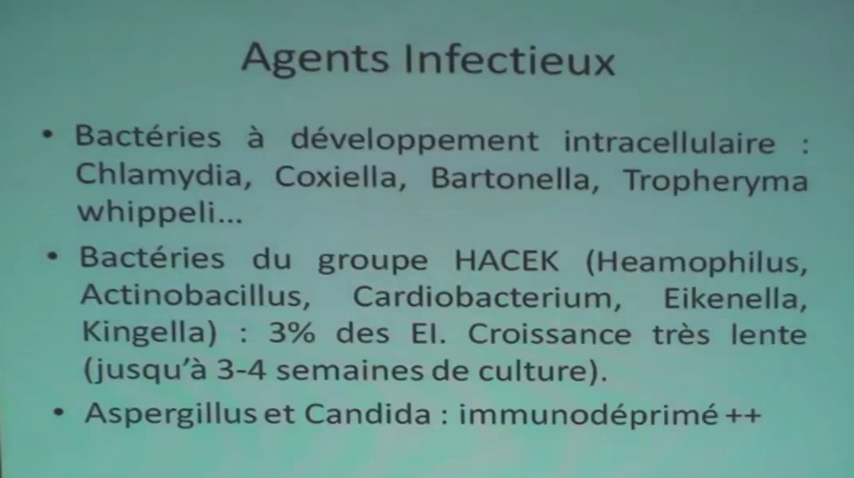 Agents Infectieux
• Bactéries à développement intracellulaire :
Chlamydia, Coxiella, Bartonella, Tropheryma
whippeli...
• Bactéries du groupe HACEK (Heamophilus,
Actinobacillus, Cardiobacterium, Eikenella,
Kingella) : 3% des EI. Croissance très lente
(jusqu’à 3-4 semaines de culture).
• Aspergillus et Candida : immunodéprimé ++